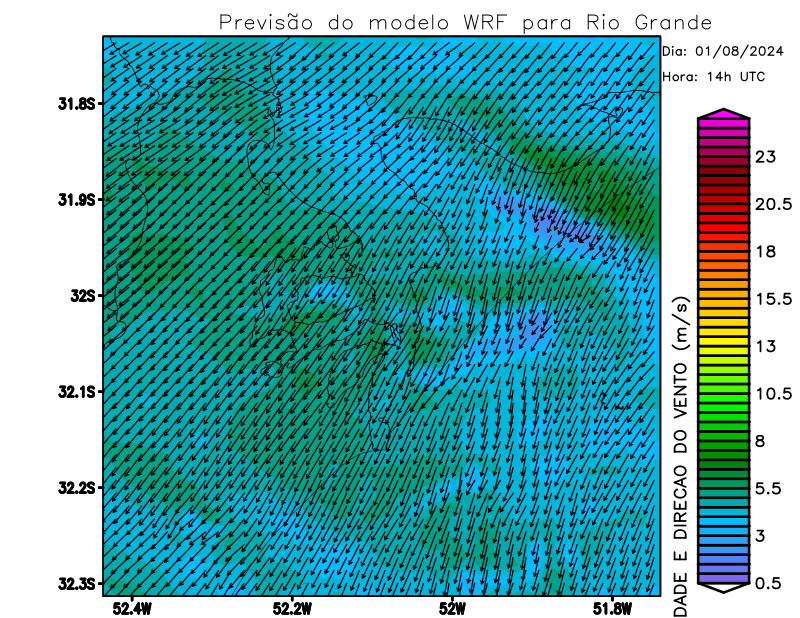 Previsão do modelo WRF para Rio Grande
Dia: 01/08/2024
Hora: 14h UTC
31.8S
31.9S
32S
32.1S
32.2S
32.3S
52.4W
52.2W
52W
51.8W
23
20.5
18
15.5
13
10.5
8
5.5
3
0.5
DADE E DIRECAO DO VENTO (m/s)